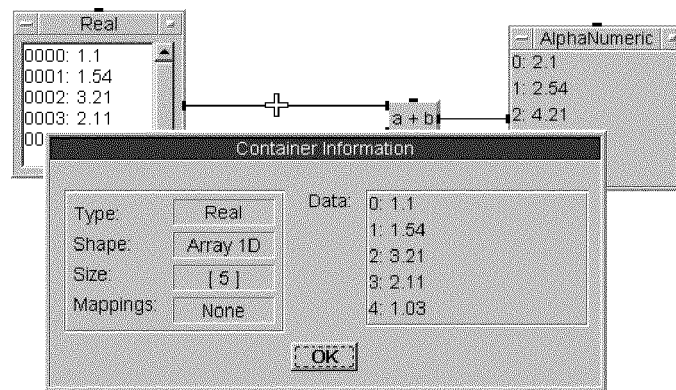 Real
0000: 1.1
0001: 1.54
0002: 3.21
0003: 2.11
00
a + b
AlphaNumeric
0: 2.1
1: 2.54
2: 4.21
Container Information
Type: Real
Shape: Array 1D
Size: [ 5 ]
Mappings: None
Data:
0: 1.1
1: 1.54
2: 3.21
3: 2.11
4: 1.03
OK